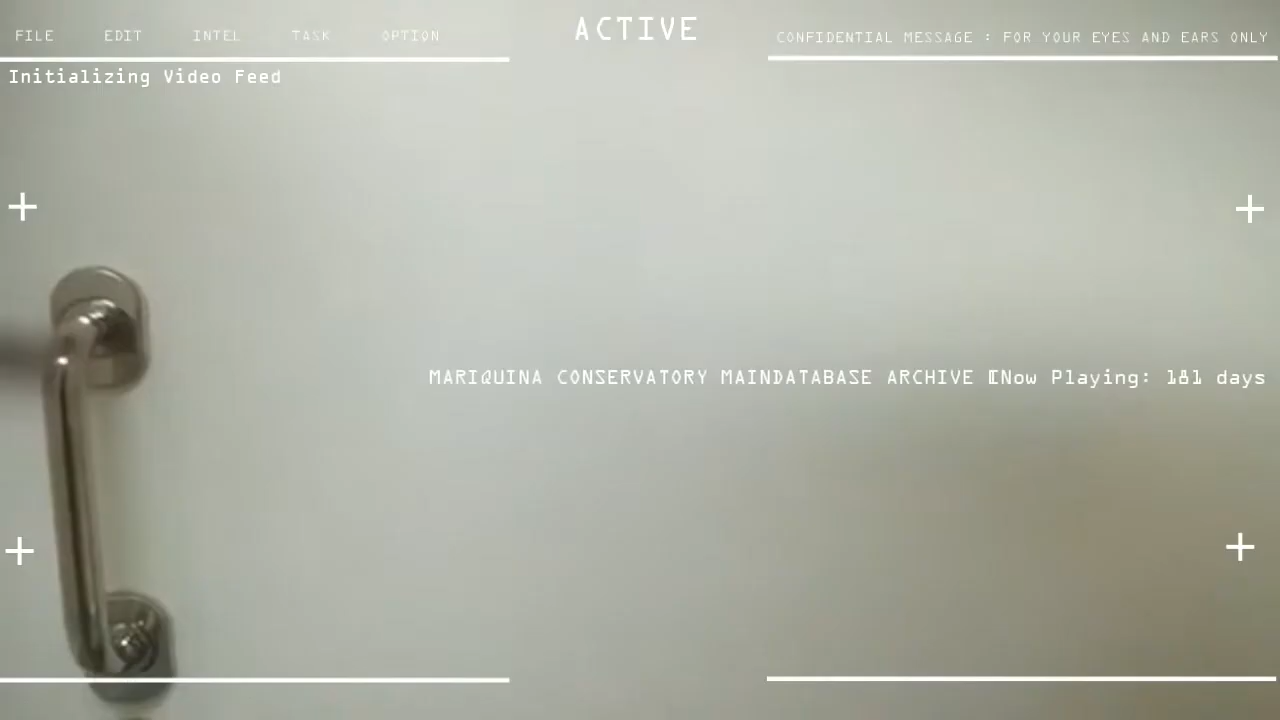 ACTIVE
FILE EDIT INTEL TASK OPTION
CONFIDENTIAL MESSAGE : FOR YOUR EYES AND EARS ONLY
Initializing Video Feed
MARIQUINA CONSERVATORY MAINDATABASE ARCHIVE Now Playing: 181 days